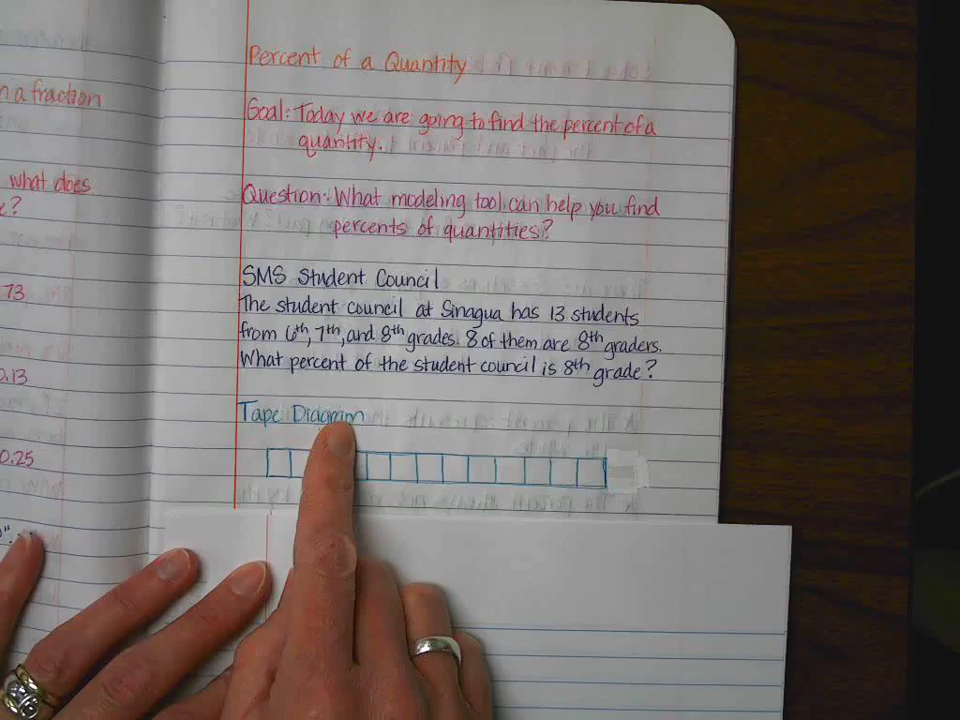 Percent of a Quantity
n a fraction
Goal: Today we are going to find the percent of a
quantity.
what does
e?
Question: What modeling tool can help you find
percents of quantities?
SMS Student Council
73
The student council at Sinagua has 13 students
from 6th, 7th, and 8th grades. 8 of them are 8th graders.
What percent of the student council is 8th grade?
0.13
Tape Diagram
0.25